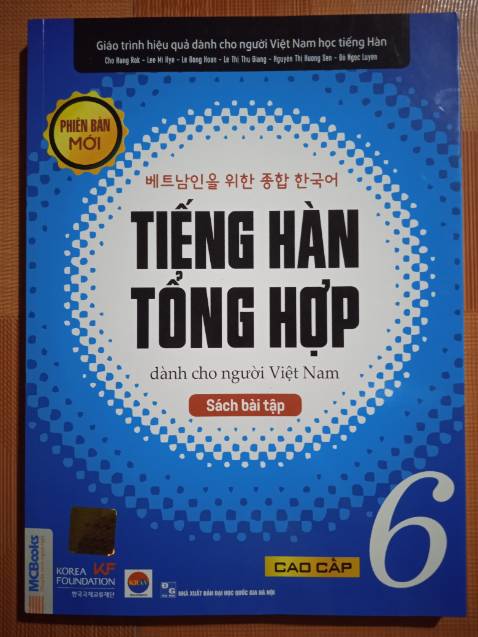 Giáo trình hiệu quả dành cho người Việt Nam học tiếng Hàn
Cho Hang Rok - Lee Mi Hye - Le Dang Hoan - Le Thi Thu Giang - Nguyen Thi Huong Sen - Do Ngoc Luyen
PHIÊN BẢN
MỚI
베트남인을 위한 종합 한국어
TIẾNG HÀN
TỔNG HỢP
dành cho người Việt Nam
Sách bài tập
6
CAO CẤP
MCBooks
KOREA KF
FOUNDATION
한국국제교류재단
NHÀ XUẤT BẢN ĐẠI HỌC QUỐC GIA HÀ NỘI